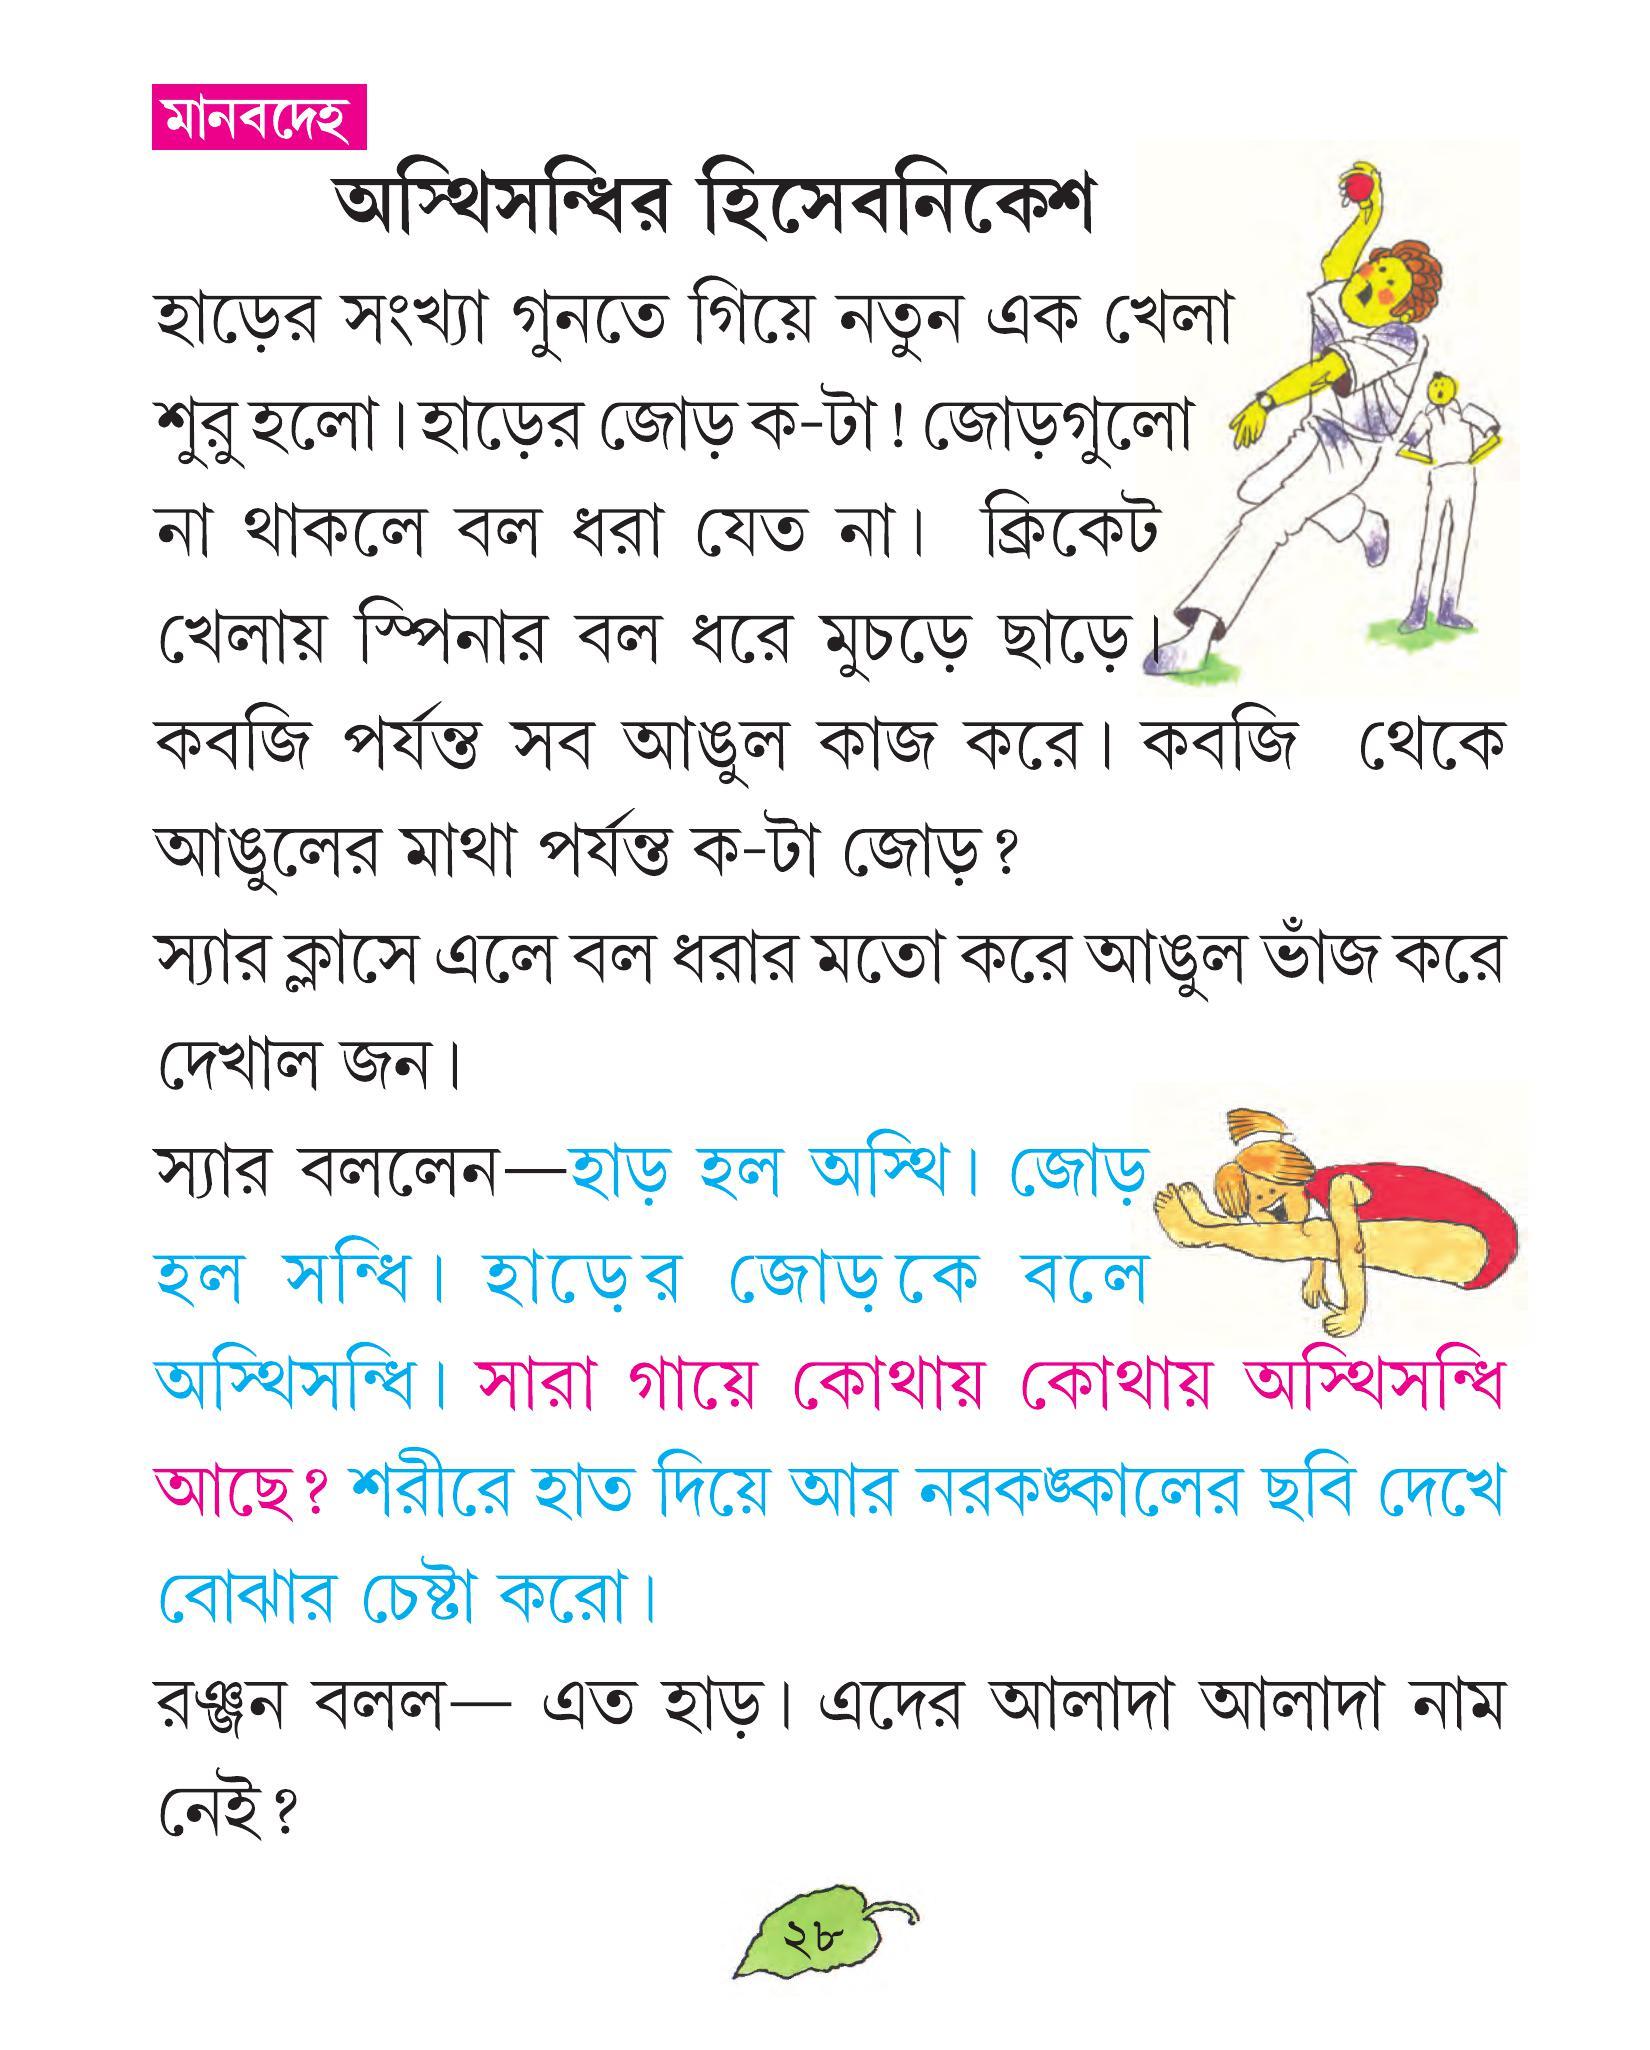 মানবদেহ
অস্থিসন্ধির হিসেবনিকেশ
হাড়ের সংখ্যা গুনতে গিয়ে নতুন এক খেলা
শুরু হলো। হাড়ের জোড় ক-টা! জোড়গুলো
না থাকলে বল ধরা যেত না। ক্রিকেট
খেলায় স্পিনার বল ধরে মুচড়ে ছাড়ে।
কবজি পর্যন্ত সব আঙুল কাজ করে। কবজি থেকে
আঙুলের মাথা পর্যন্ত ক-টা জোড়?
স্যার ক্লাসে এলে বল ধরার মতো করে আঙুল ভাঁজ করে
দেখাল জন।
স্যার বললেন—হাড় হল অস্থি। জোড়
হল সন্ধি। হাড়ের জোড়কে বলে
অস্থিসন্ধি। সারা গায়ে কোথায় কোথায় অস্থিসন্ধি
আছে? শরীরে হাত দিয়ে আর নরকঙ্কালের ছবি দেখে
বোঝার চেষ্টা করো।
রঞ্জন বলল— এত হাড়। এদের আলাদা আলাদা নাম
নেই?
২৮